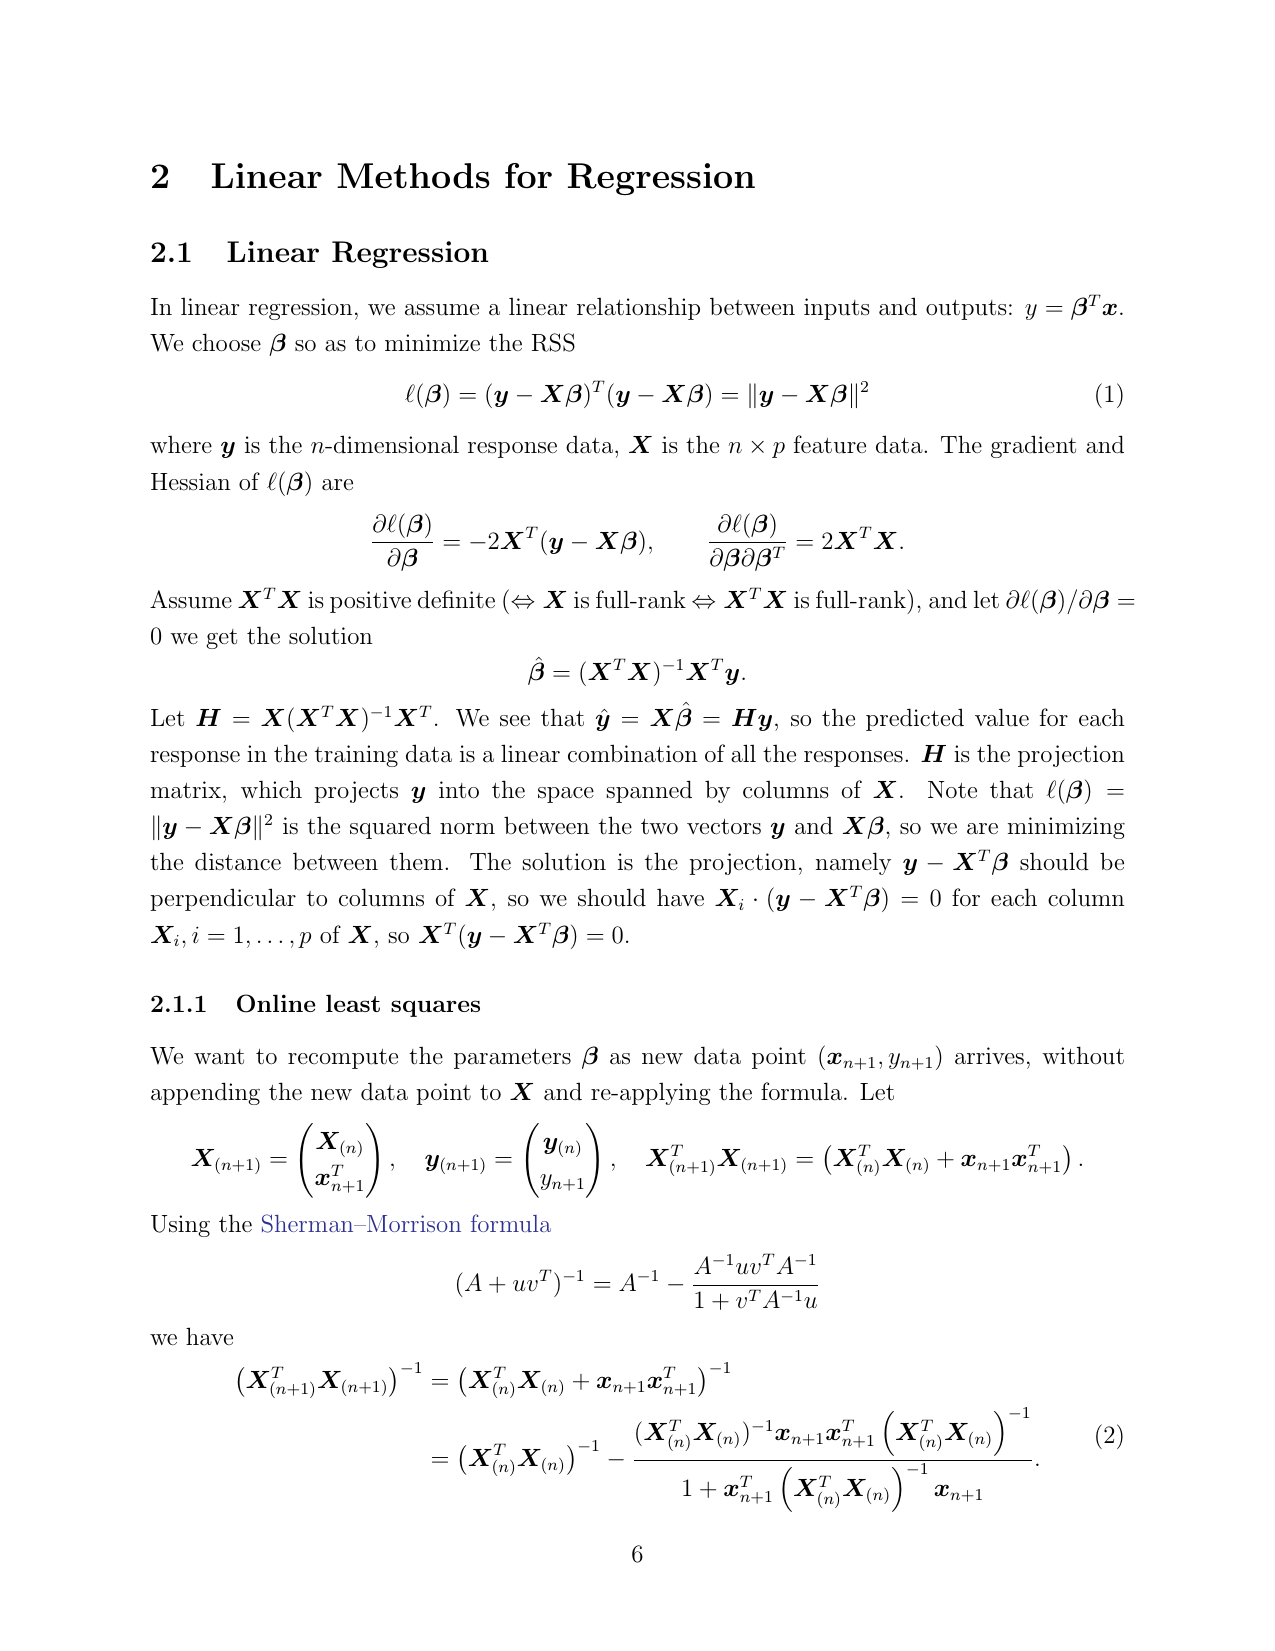 2 Linear Methods for Regression
2.1 Linear Regression
In linear regression, we assume a linear relationship between inputs and outputs: $y = \boldsymbol{\beta}^T \boldsymbol{x}$.
We choose $\boldsymbol{\beta}$ so as to minimize the RSS
$\ell(\boldsymbol{\beta}) = (\boldsymbol{y} - \boldsymbol{X}\boldsymbol{\beta})^T (\boldsymbol{y} - \boldsymbol{X}\boldsymbol{\beta}) = \|\boldsymbol{y} - \boldsymbol{X}\boldsymbol{\beta}\|^2$ (1)
where $\boldsymbol{y}$ is the $n$-dimensional response data, $\boldsymbol{X}$ is the $n \times p$ feature data. The gradient and
Hessian of $\ell(\boldsymbol{\beta})$ are
$\frac{\partial \ell(\boldsymbol{\beta})}{\partial \boldsymbol{\beta}} = -2\boldsymbol{X}^T (\boldsymbol{y} - \boldsymbol{X}\boldsymbol{\beta}), \quad \frac{\partial \ell(\boldsymbol{\beta})}{\partial \boldsymbol{\beta} \partial \boldsymbol{\beta}^T} = 2\boldsymbol{X}^T \boldsymbol{X}.$
Assume $\boldsymbol{X}^T \boldsymbol{X}$ is positive definite ($\Leftrightarrow \boldsymbol{X}$ is full-rank $\Leftrightarrow \boldsymbol{X}^T \boldsymbol{X}$ is full-rank), and let $\partial \ell(\boldsymbol{\beta})/\partial \boldsymbol{\beta} =$
0 we get the solution
$\hat{\boldsymbol{\beta}} = (\boldsymbol{X}^T \boldsymbol{X})^{-1} \boldsymbol{X}^T \boldsymbol{y}.$
Let $\boldsymbol{H} = \boldsymbol{X}(\boldsymbol{X}^T \boldsymbol{X})^{-1} \boldsymbol{X}^T$. We see that $\hat{\boldsymbol{y}} = \boldsymbol{X}\hat{\boldsymbol{\beta}} = \boldsymbol{H}\boldsymbol{y}$, so the predicted value for each
response in the training data is a linear combination of all the responses. $\boldsymbol{H}$ is the projection
matrix, which projects $\boldsymbol{y}$ into the space spanned by columns of $\boldsymbol{X}$. Note that $\ell(\boldsymbol{\beta}) =$
$\|\boldsymbol{y} - \boldsymbol{X}\boldsymbol{\beta}\|^2$ is the squared norm between the two vectors $\boldsymbol{y}$ and $\boldsymbol{X}\boldsymbol{\beta}$, so we are minimizing
the distance between them. The solution is the projection, namely $\boldsymbol{y} - \boldsymbol{X}^T \boldsymbol{\beta}$ should be
perpendicular to columns of $\boldsymbol{X}$, so we should have $\boldsymbol{X}_i \cdot (\boldsymbol{y} - \boldsymbol{X}^T \boldsymbol{\beta}) = 0$ for each column
$\boldsymbol{X}_i, i = 1, \ldots, p$ of $\boldsymbol{X}$, so $\boldsymbol{X}^T (\boldsymbol{y} - \boldsymbol{X}^T \boldsymbol{\beta}) = 0$.
2.1.1 Online least squares
We want to recompute the parameters $\boldsymbol{\beta}$ as new data point $(\boldsymbol{x}_{n+1}, y_{n+1})$ arrives, without
appending the new data point to $\boldsymbol{X}$ and re-applying the formula. Let
$\boldsymbol{X}_{(n+1)} = \begin{pmatrix} \boldsymbol{X}_{(n)} \\ \boldsymbol{x}_{n+1}^T \end{pmatrix}, \quad \boldsymbol{y}_{(n+1)} = \begin{pmatrix} \boldsymbol{y}_{(n)} \\ y_{n+1} \end{pmatrix}, \quad \boldsymbol{X}_{(n+1)}^T \boldsymbol{X}_{(n+1)} = \left( \boldsymbol{X}_{(n)}^T \boldsymbol{X}_{(n)} + \boldsymbol{x}_{n+1} \boldsymbol{x}_{n+1}^T \right).$
Using the Sherman–Morrison formula
$(A + uv^T)^{-1} = A^{-1} - \frac{A^{-1} uv^T A^{-1}}{1 + v^T A^{-1} u}$
we have
$\left( \boldsymbol{X}_{(n+1)}^T \boldsymbol{X}_{(n+1)} \right)^{-1} = \left( \boldsymbol{X}_{(n)}^T \boldsymbol{X}_{(n)} + \boldsymbol{x}_{n+1} \boldsymbol{x}_{n+1}^T \right)^{-1}$
$= \left( \boldsymbol{X}_{(n)}^T \boldsymbol{X}_{(n)} \right)^{-1} - \frac{(\boldsymbol{X}_{(n)}^T \boldsymbol{X}_{(n)})^{-1} \boldsymbol{x}_{n+1} \boldsymbol{x}_{n+1}^T \left( \boldsymbol{X}_{(n)}^T \boldsymbol{X}_{(n)} \right)^{-1}}{1 + \boldsymbol{x}_{n+1}^T \left( \boldsymbol{X}_{(n)}^T \boldsymbol{X}_{(n)} \right)^{-1} \boldsymbol{x}_{n+1}}.$ (2)
6